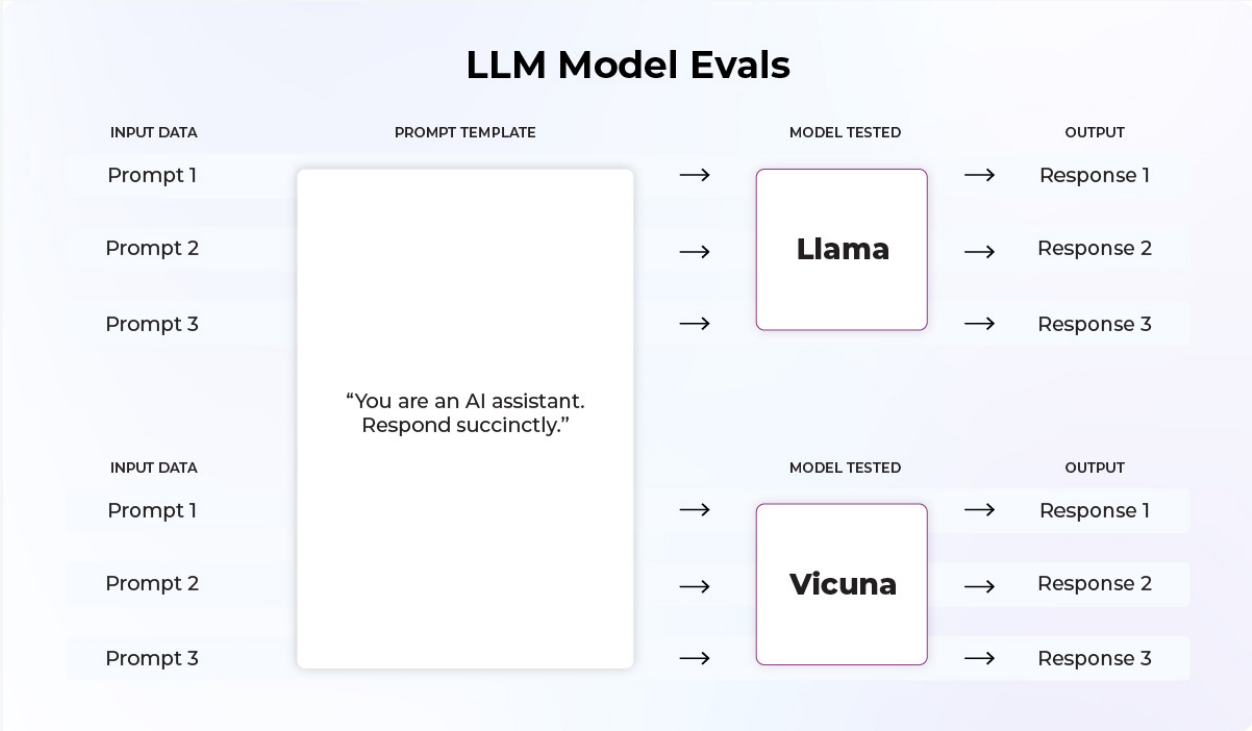 LLM Model Evals
INPUT DATA PROMPT TEMPLATE MODEL TESTED OUTPUT
Prompt 1 → → Response 1
Prompt 2 → Llama → Response 2
Prompt 3 → → Response 3
“You are an AI assistant.
Respond succinctly.”
INPUT DATA MODEL TESTED OUTPUT
Prompt 1 → → Response 1
Prompt 2 → Vicuna → Response 2
Prompt 3 → → Response 3